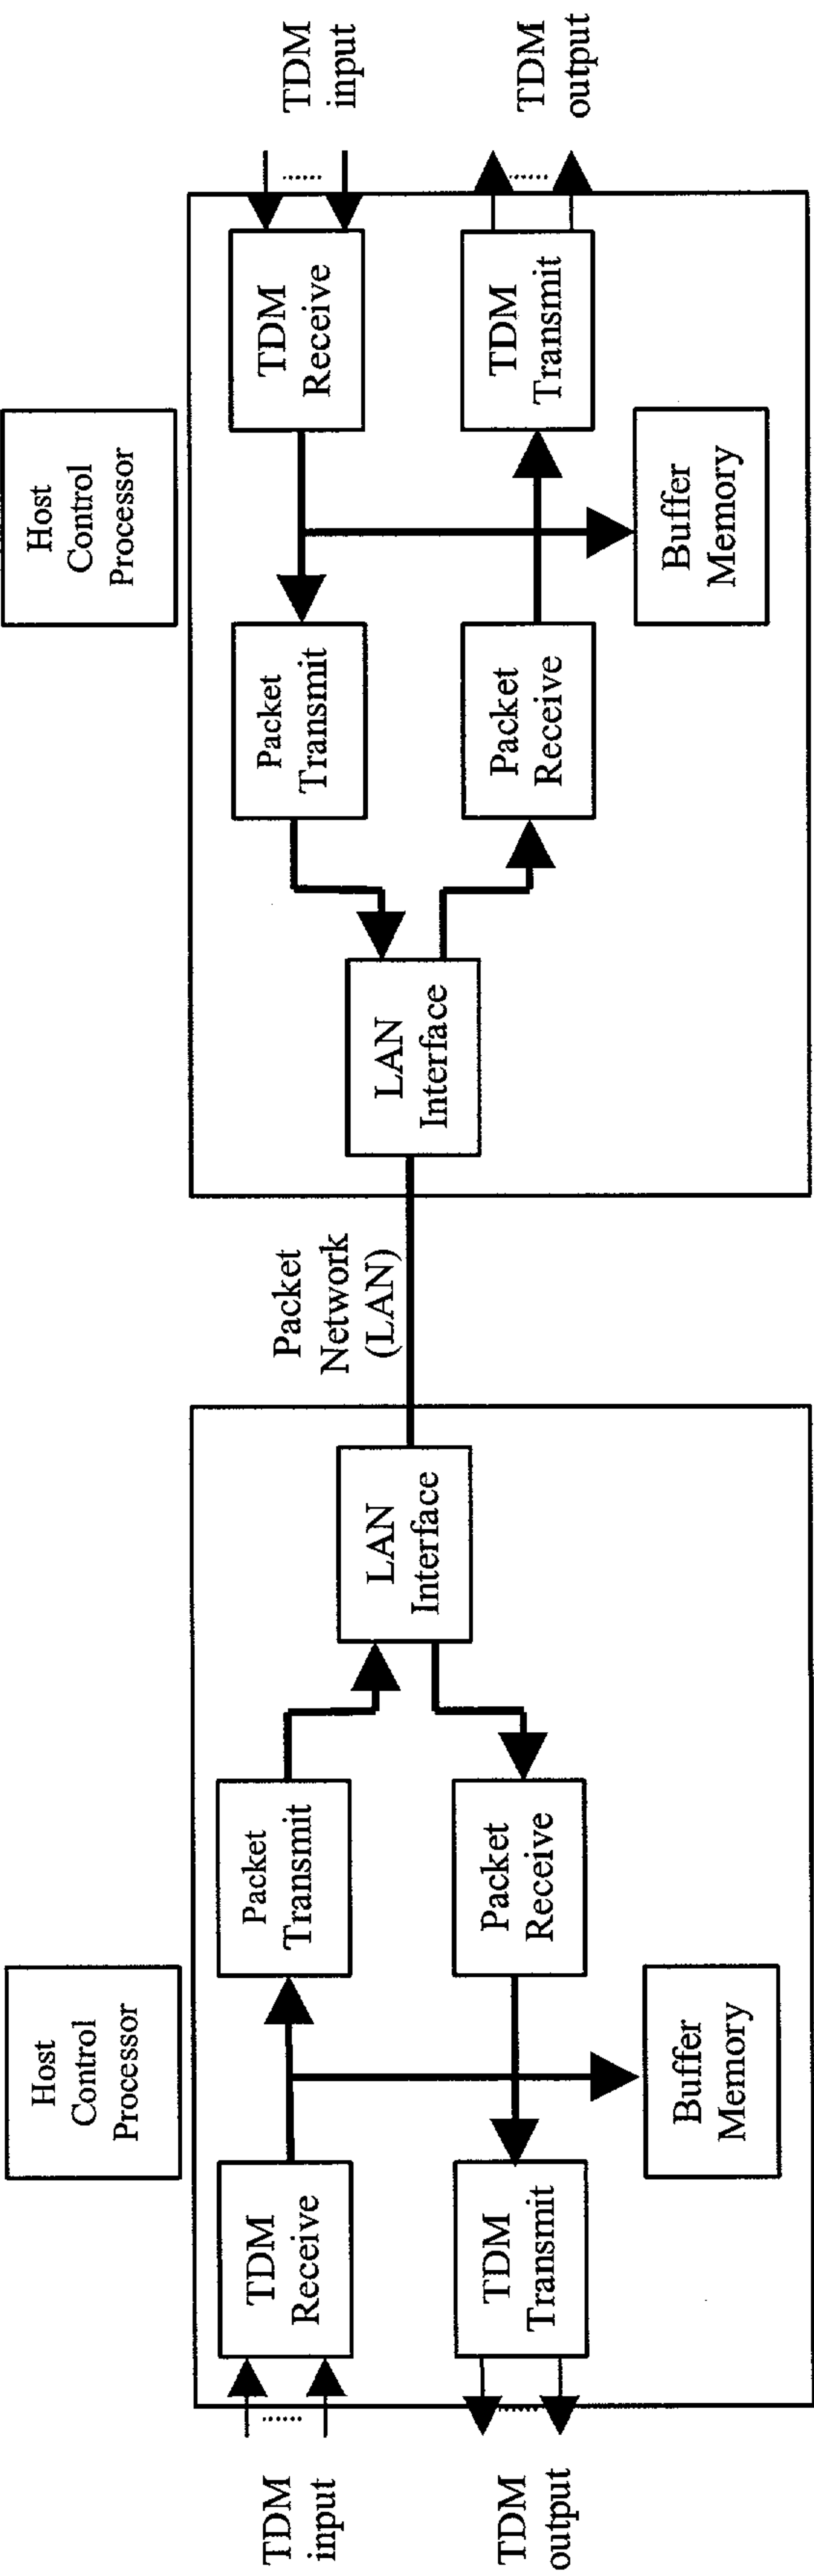 Host
Control
Processor
TDM
input
TDM
Receive
Packet
Transmit
TDM
output
TDM
Transmit
Packet
Receive
Buffer
Memory
LAN
Interface
Packet
Network
(LAN)
Host
Control
Processor
LAN
Interface
Packet
Transmit
TDM
Receive
TDM
input
Packet
Receive
TDM
Transmit
TDM
output
Buffer
Memory